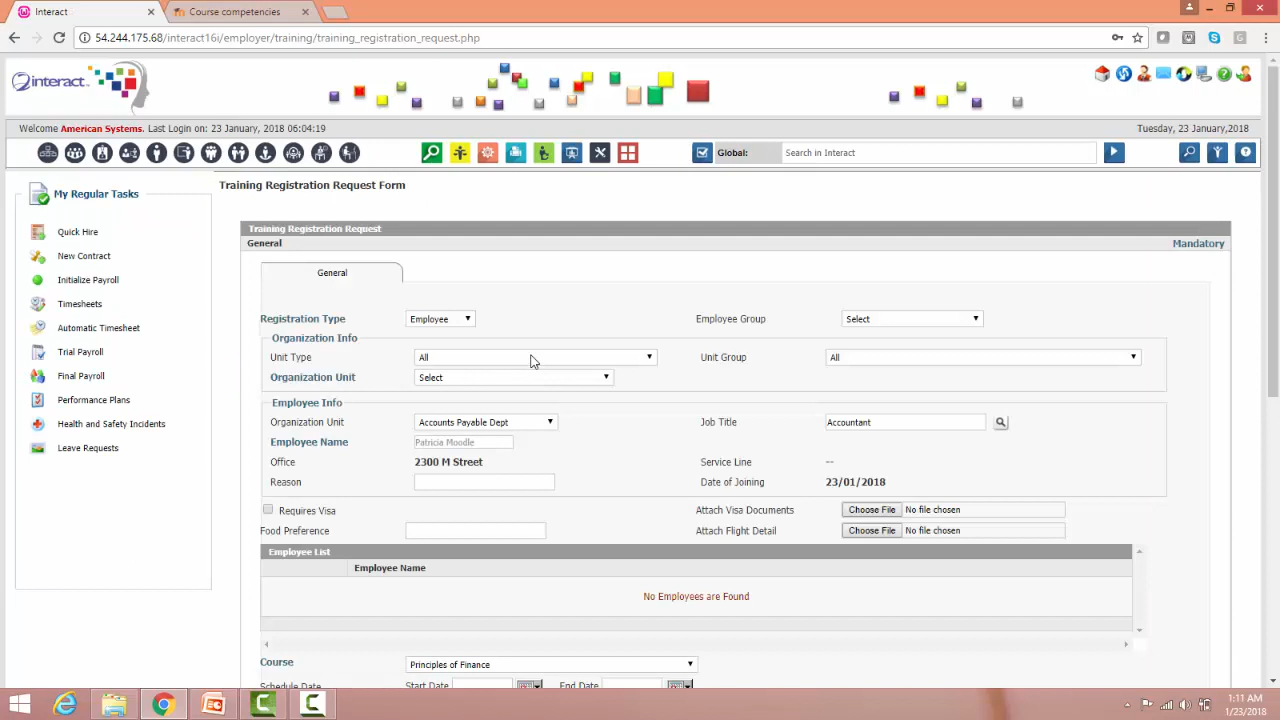 Interact
Course competencies
54.244.175.68/interact16i/employer/training/training_registration_request.php
interact
Welcome American Systems. Last Login on: 23 January, 2018 06:04:19
Tuesday, 23 January,2018
Global:
Search in Interact
My Regular Tasks
Quick Hire
New Contract
Initialize Payroll
Timesheets
Automatic Timesheet
Trial Payroll
Final Payroll
Performance Plans
Health and Safety Incidents
Leave Requests
Training Registration Request Form
Training Registration Request
General Mandatory
General
Registration Type Employee Employee Group Select
Organization Info
Unit Type All Unit Group All
Organization Unit Select
Employee Info
Organization Unit Accounts Payable Dept Job Title Accountant
Employee Name Patricia Moodle
Office 2300 M Street Service Line --
Reason Date of Joining 23/01/2018
Requires Visa Attach Visa Documents Choose File No file chosen
Food Preference Attach Flight Detail Choose File No file chosen
Employee List
Employee Name
No Employees are Found
Course Principles of Finance
Schedule Date Start Date End Date
1:11 AM
1/23/2018